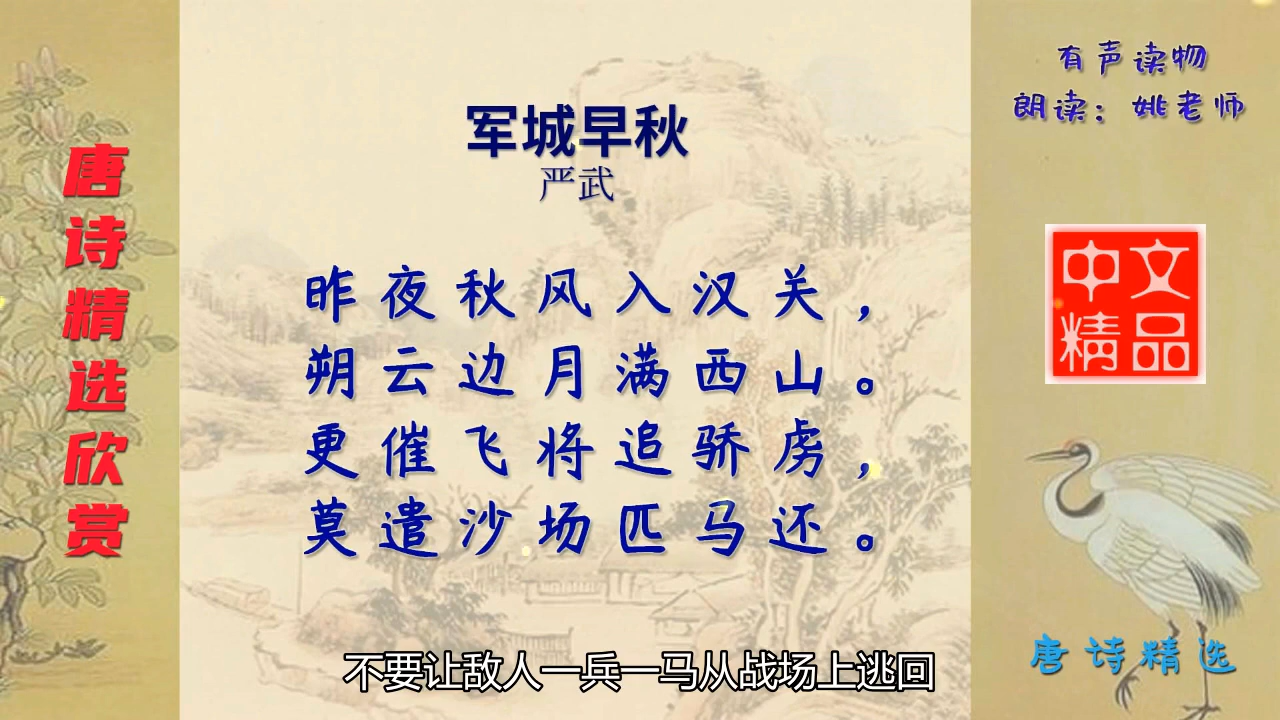 唐诗精选欣赏
军城早秋
严武
昨夜秋风入汉关，
朔云边月满西山。
更催飞将追骄虏，
莫遣沙场匹马还。
不要让敌人一兵一马从战场上逃回
有声读物
朗读：姚老师
中文
精品
唐诗精选